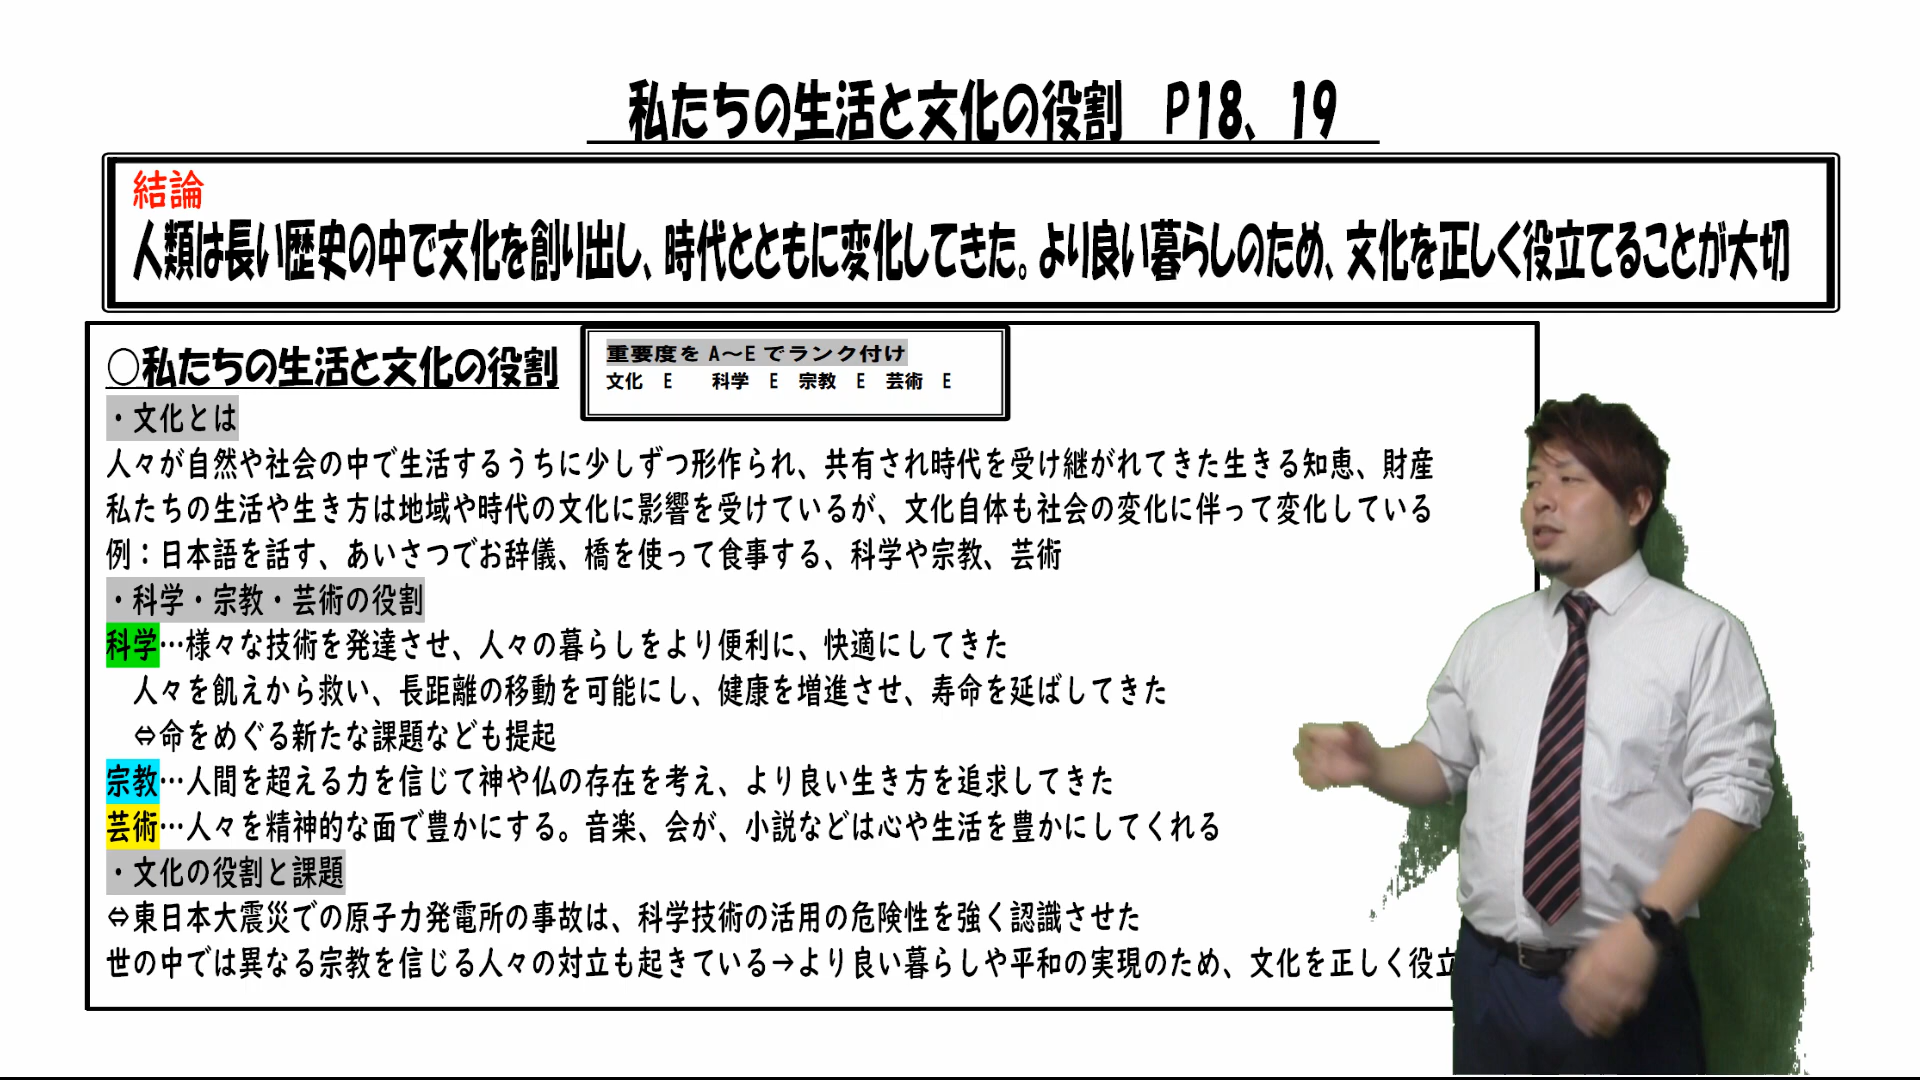 私たちの生活と文化の役割　P18、19
結論
人類は長い歴史の中で文化を創り出し、時代とともに変化してきた。より良い暮らしのため、文化を正しく役立てることが大切
○私たちの生活と文化の役割
重要度を A～E でランク付け
文化　E　　科学　E　宗教　E　芸術　E
・文化とは
人々が自然や社会の中で生活するうちに少しずつ形作られ、共有され時代を受け継がれてきた生きる知恵、財産
私たちの生活や生き方は地域や時代の文化に影響を受けているが、文化自体も社会の変化に伴って変化している
例：日本語を話す、あいさつでお辞儀、橋を使って食事する、科学や宗教、芸術
・科学・宗教・芸術の役割
科学…様々な技術を発達させ、人々の暮らしをより便利に、快適にしてきた
人々を飢えから救い、長距離の移動を可能にし、健康を増進させ、寿命を延ばしてきた
⇔命をめぐる新たな課題なども提起
宗教…人間を超える力を信じて神や仏の存在を考え、より良い生き方を追求してきた
芸術…人々を精神的な面で豊かにする。音楽、会が、小説などは心や生活を豊かにしてくれる
・文化の役割と課題
⇔東日本大震災での原子力発電所の事故は、科学技術の活用の危険性を強く認識させた
世の中では異なる宗教を信じる人々の対立も起きている→より良い暮らしや平和の実現のため、文化を正しく役立